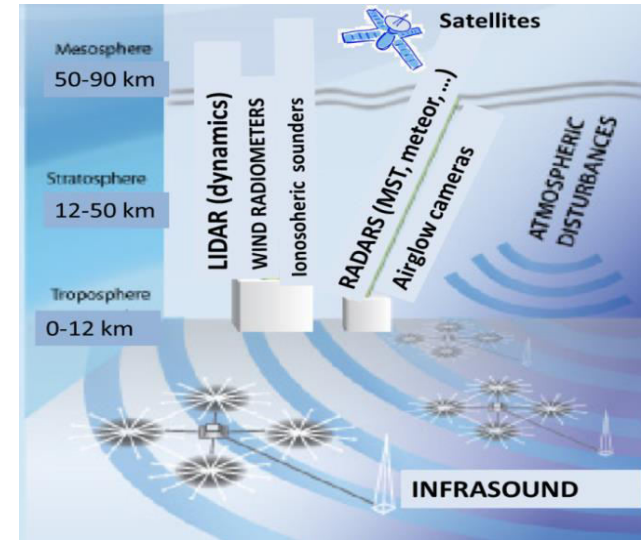 Satellites
Mesosphere
50-90 km
Stratosphere
12-50 km
Troposphere
0-12 km
LIDAR (dynamics)
WIND RADIOMETERS
Ionosoheric sounders
RADARS (MST, meteor, ...)
Airglow cameras
ATMOSPHERIC
DISTURBANCES
INFRASOUND